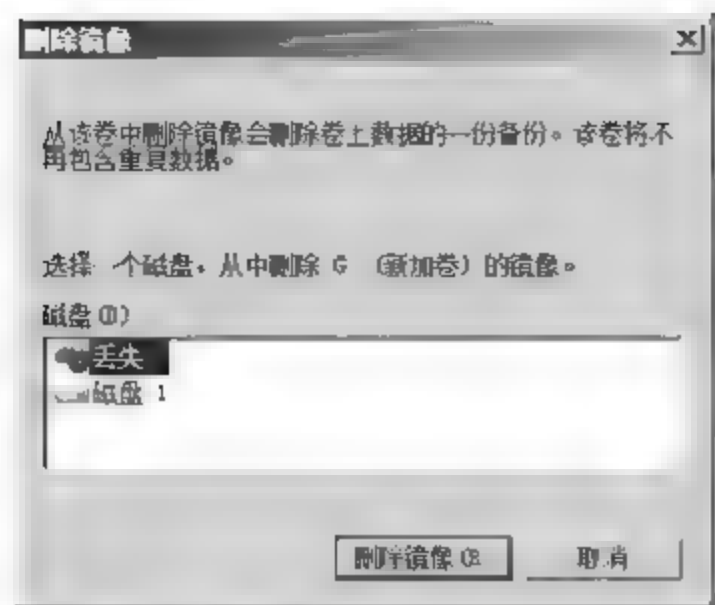 删除镜像
从该卷中删除镜像会删除卷上数据的一份备份。该卷将不
再包含重复数据。
选择一个磁盘，从中删除 G （新加卷）的镜像。
磁盘(D)
丢失
磁盘 1
删除镜像(R
取消